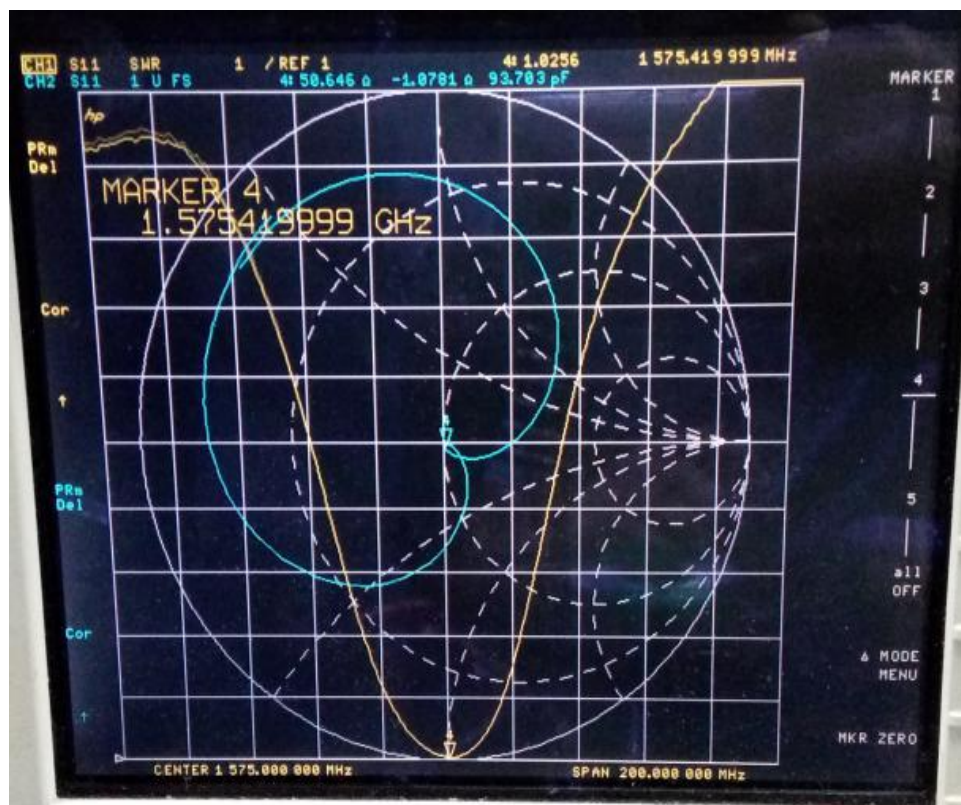 CH1 S11 SWR 1 / REF 1 4: 1.0256 1 575.419 999 MHz
CH2 S11 1 U FS 4: 50.646 Ω -1.0781 Ω 93.703 pF
MARKER
1
hp
PRm
Del
MARKER 4
1.575419999 GHz
2
Cor
3
↑
4
4
PRm
Del
5
all
OFF
Cor
Δ MODE
MENU
↑
4
MKR ZERO
CENTER 1 575.000 000 MHz SPAN 200.000 000 MHz